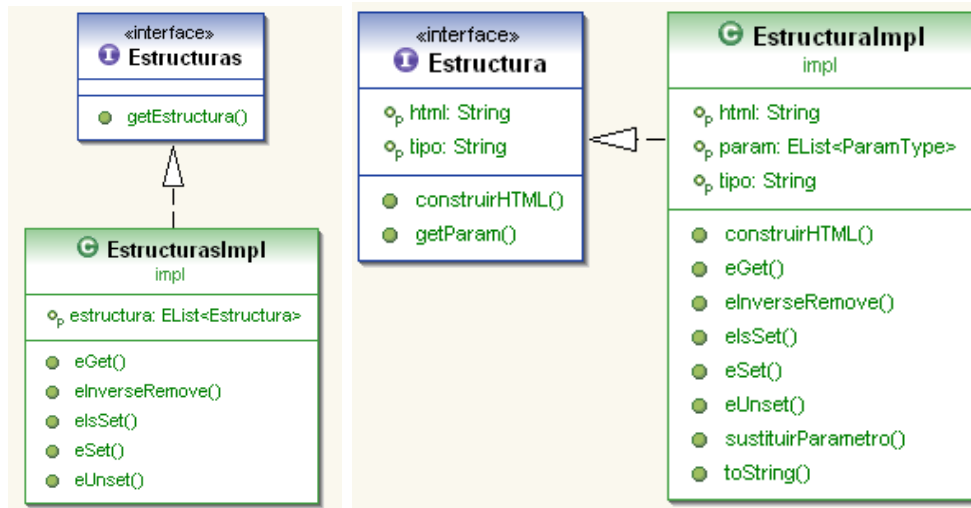 «interface»
Estructuras
getEstructura()
EstructurasImpl
impl
estructura: EList<Estructura>
eGet()
eInverseRemove()
eIsSet()
eSet()
eUnset()
«interface»
Estructura
html: String
tipo: String
construirHTML()
getParam()
EstructuraImpl
impl
html: String
param: EList<ParamType>
tipo: String
construirHTML()
eGet()
eInverseRemove()
eIsSet()
eSet()
eUnset()
sustituirParametro()
toString()